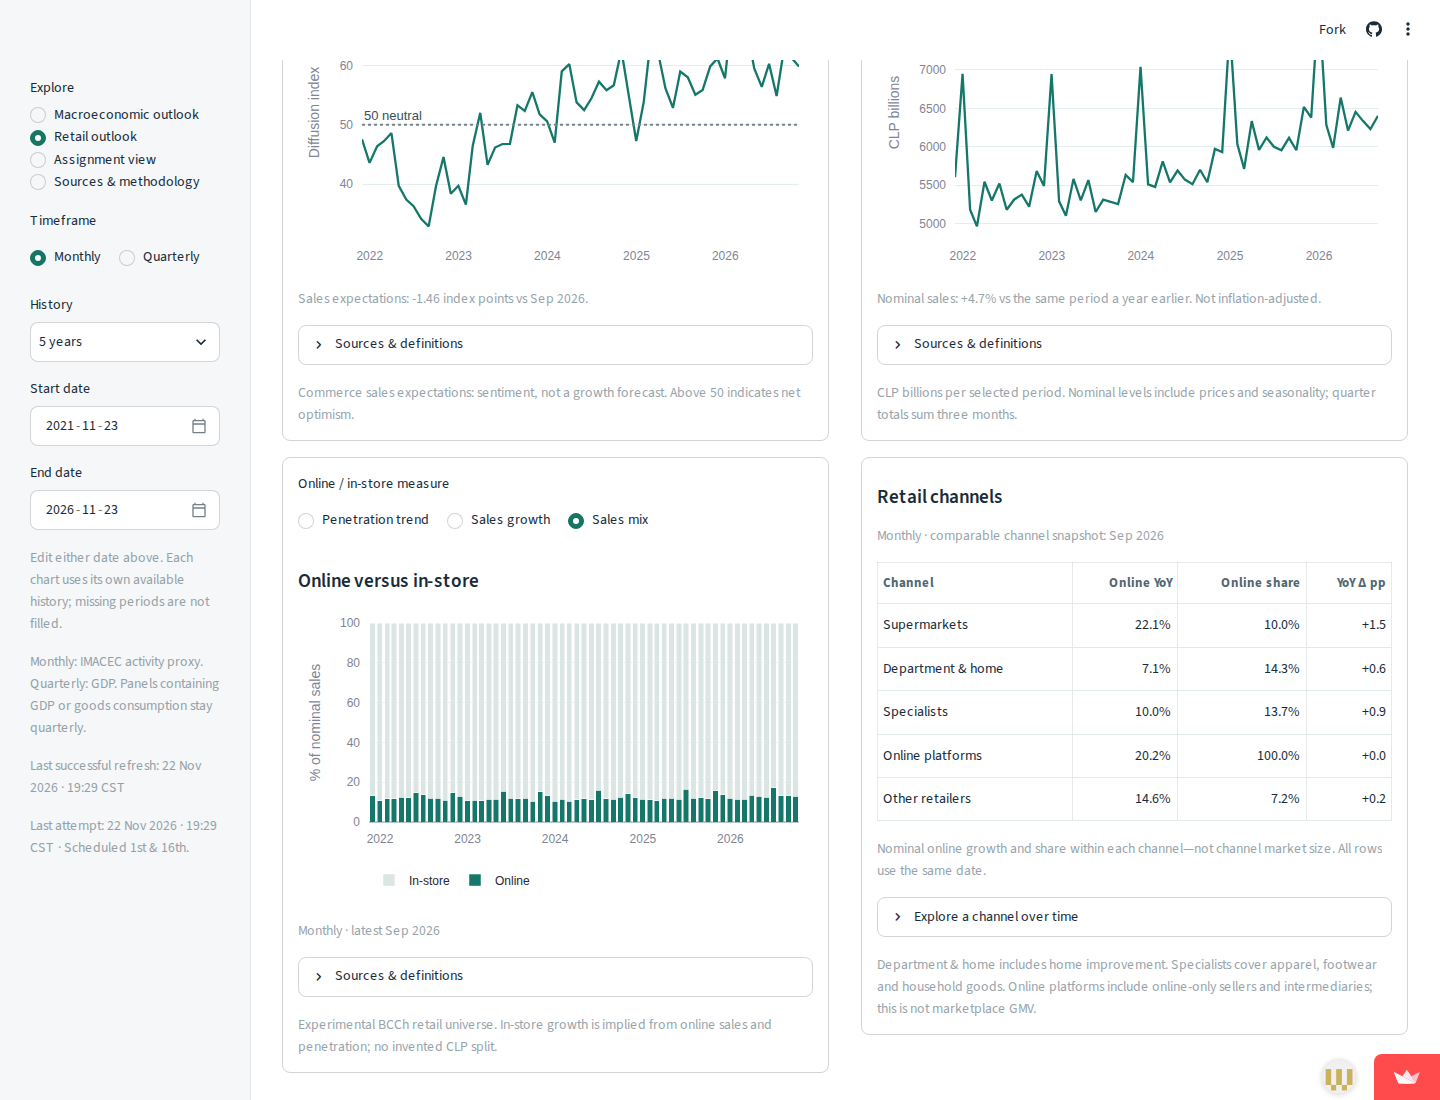 Fork
Explore
Macroeconomic outlook
Retail outlook
Assignment view
Sources & methodology
Timeframe
Monthly
Quarterly
History
5 years
Start date
2021-11-23
End date
2026-11-23
Edit either date above. Each
chart uses its own available
history; missing periods are not
filled.
Monthly: IMACEC activity proxy.
Quarterly: GDP. Panels containing
GDP or goods consumption stay
quarterly.
Last successful refresh: 22 Nov
2026 · 19:29 CST
Last attempt: 22 Nov 2026 · 19:29
CST · Scheduled 1st & 16th.
Diffusion index
60
50
40
50 neutral
2022
2023
2024
2025
2026
Sales expectations: -1.46 index points vs Sep 2026.
Sources & definitions
Commerce sales expectations: sentiment, not a growth forecast. Above 50 indicates net
optimism.
CLP billions
7000
6500
6000
5500
5000
2022
2023
2024
2025
2026
Nominal sales: +4.7% vs the same period a year earlier. Not inflation-adjusted.
Sources & definitions
CLP billions per selected period. Nominal levels include prices and seasonality; quarter
totals sum three months.
Online / in-store measure
Penetration trend
Sales growth
Sales mix
Online versus in-store
% of nominal sales
100
80
60
40
20
0
2022
2023
2024
2025
2026
In-store
Online
Monthly · latest Sep 2026
Sources & definitions
Experimental BCCh retail universe. In-store growth is implied from online sales and
penetration; no invented CLP split.
Retail channels
Monthly · comparable channel snapshot: Sep 2026
Channel Online YoY Online share YoY Δ pp
Supermarkets 22.1% 10.0% +1.5
Department & home 7.1% 14.3% +0.6
Specialists 10.0% 13.7% +0.9
Online platforms 20.2% 100.0% +0.0
Other retailers 14.6% 7.2% +0.2
Nominal online growth and share within each channel—not channel market size. All rows
use the same date.
Explore a channel over time
Department & home includes home improvement. Specialists cover apparel, footwear
and household goods. Online platforms include online-only sellers and intermediaries;
this is not marketplace GMV.